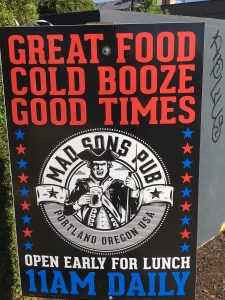 GREAT FOOD
COLD BOOZE
GOOD TIMES
MAD SONS PUB
PORTLAND OREGON USA
OPEN EARLY FOR LUNCH
11AM DAILY